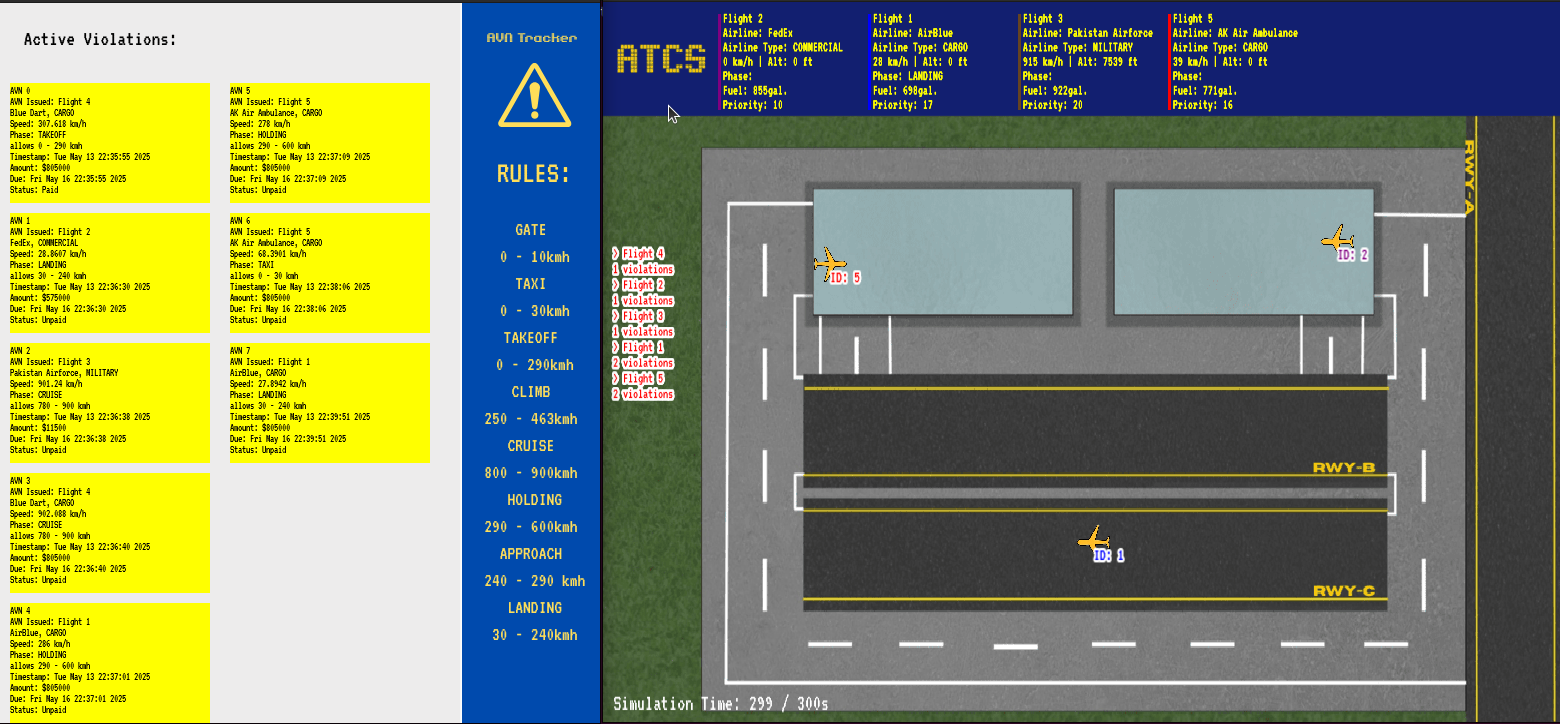 Active Violations:
AVN 0
AVN Issued: Flight 4
Blue Dart, CARGO
Speed: 307.618 km/h
Phase: TAKEOFF
allows 0 - 290 kmh
Timestamp: Tue May 13 22:35:55 2025
Amount: $805000
Due: Fri May 16 22:35:55 2025
Status: Paid
AVN 1
AVN Issued: Flight 2
FedEx, COMMERCIAL
Speed: 28.8607 km/h
Phase: LANDING
allows 30 - 240 kmh
Timestamp: Tue May 13 22:36:30 2025
Amount: $575000
Due: Fri May 16 22:36:30 2025
Status: Unpaid
AVN 2
AVN Issued: Flight 3
Pakistan Airforce, MILITARY
Speed: 901.24 km/h
Phase: CRUISE
allows 780 - 900 kmh
Timestamp: Tue May 13 22:36:38 2025
Amount: $11500
Due: Fri May 16 22:36:38 2025
Status: Unpaid
AVN 3
AVN Issued: Flight 4
Blue Dart, CARGO
Speed: 902.088 km/h
Phase: CRUISE
allows 780 - 900 kmh
Timestamp: Tue May 13 22:36:40 2025
Amount: $805000
Due: Fri May 16 22:36:40 2025
Status: Unpaid
AVN 4
AVN Issued: Flight 1
AirBlue, CARGO
Speed: 286 km/h
Phase: HOLDING
allows 290 - 600 kmh
Timestamp: Tue May 13 22:37:01 2025
Amount: $805000
Due: Fri May 16 22:37:01 2025
Status: Unpaid
AVN 5
AVN Issued: Flight 5
AK Air Ambulance, CARGO
Speed: 278 km/h
Phase: HOLDING
allows 290 - 600 kmh
Timestamp: Tue May 13 22:37:09 2025
Amount: $805000
Due: Fri May 16 22:37:09 2025
Status: Unpaid
AVN 6
AVN Issued: Flight 5
AK Air Ambulance, CARGO
Speed: 68.3901 km/h
Phase: TAXI
allows 0 - 30 kmh
Timestamp: Tue May 13 22:38:06 2025
Amount: $805000
Due: Fri May 16 22:38:06 2025
Status: Unpaid
AVN 7
AVN Issued: Flight 1
AirBlue, CARGO
Speed: 27.8942 km/h
Phase: LANDING
allows 30 - 240 kmh
Timestamp: Tue May 13 22:39:51 2025
Amount: $805000
Due: Fri May 16 22:39:51 2025
Status: Unpaid
AVN Tracker
RULES:
GATE
0 - 10kmh
TAXI
0 - 30kmh
TAKEOFF
0 - 290kmh
CLIMB
250 - 463kmh
CRUISE
800 - 900kmh
HOLDING
290 - 600kmh
APPROACH
240 - 290 kmh
LANDING
30 - 240kmh
ATCS
Flight 2
Airline: FedEx
Airline Type: COMMERCIAL
0 km/h | Alt: 0 ft
Phase:
Fuel: 855gal.
Priority: 10
Flight 1
Airline: AirBlue
Airline Type: CARGO
28 km/h | Alt: 0 ft
Phase: LANDING
Fuel: 698gal.
Priority: 17
Flight 3
Airline: Pakistan Airforce
Airline Type: MILITARY
915 km/h | Alt: 7539 ft
Phase:
Fuel: 922gal.
Priority: 20
Flight 5
Airline: AK Air Ambulance
Airline Type: CARGO
39 km/h | Alt: 0 ft
Phase:
Fuel: 771gal.
Priority: 16
> Flight 4
1 violations
> Flight 2
1 violations
> Flight 3
1 violations
> Flight 1
2 violations
> Flight 5
2 violations
ID: 5
ID: 2
RWY-A
RWY-B
ID: 1
RWY-C
Simulation Time: 299 / 300s